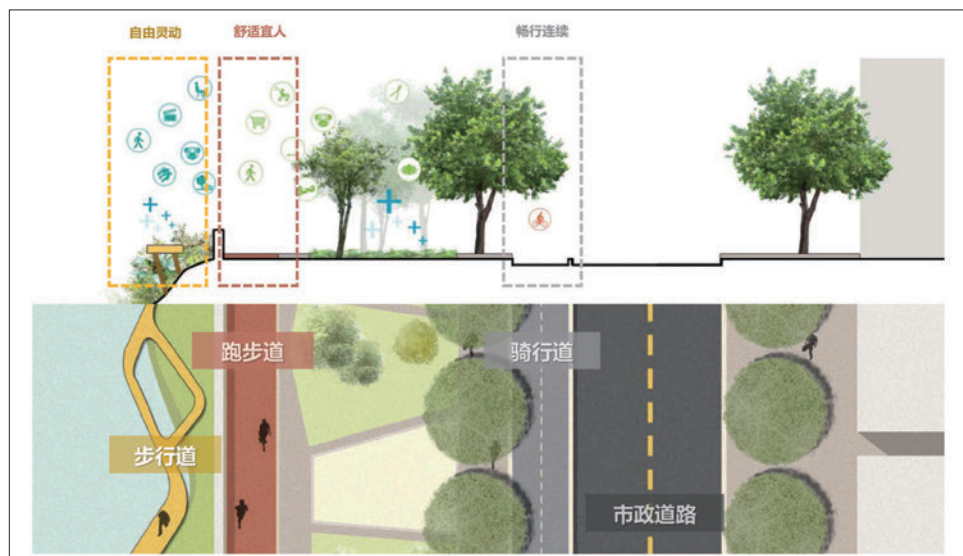 自由灵动
舒适宜人
畅行连续
跑步道
骑行道
步行道
市政道路